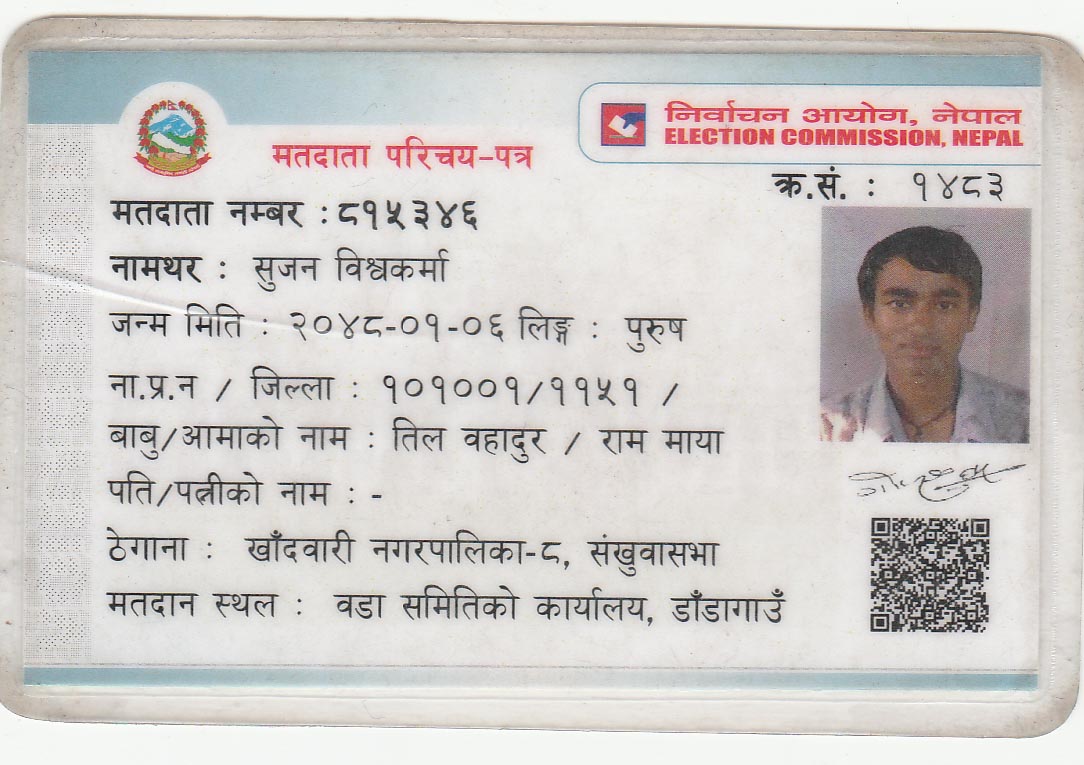 निर्वाचन आयोग, नेपाल
ELECTION COMMISSION, NEPAL
मतदाता परिचय-पत्र
क्र.सं. : १४८३
मतदाता नम्बर : ८१५३४६
नामथर : सुजन विश्वकर्मा
जन्म मिति : २०४८-०१-०६ लिङ्ग : पुरुष
ना.प्र.न / जिल्ला : १०१००१/११५१ /
बाबु/आमाको नाम : तिल वहादुर / राम माया
पति/पत्नीको नाम : -
ठेगाना : खाँदवारी नगरपालिका-८, संखुवासभा
मतदान स्थल : वडा समितिको कार्यालय, डाँडागाउँ